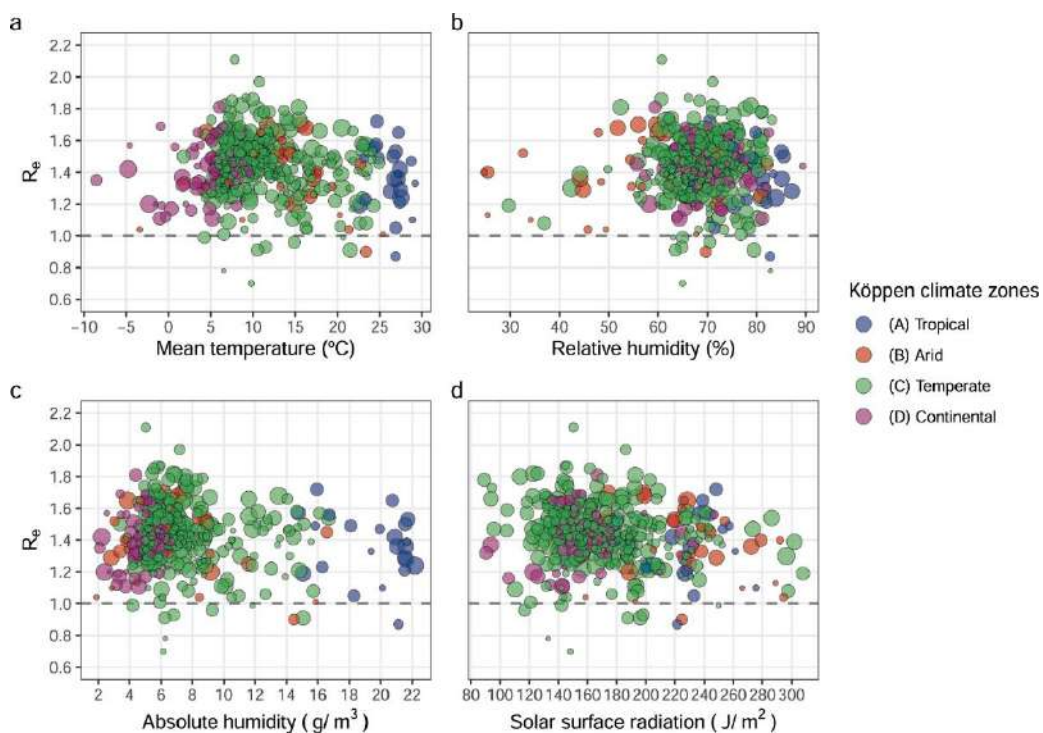 a
b
2.2
2.0
1.8
1.6
1.4
1.2
1.0
0.8
0.6
Rₑ
−10 −5 0 5 10 15 20 25 30
Mean temperature (ºC)
30 40 50 60 70 80 90
Relative humidity (%)
Köppen climate zones
(A) Tropical
(B) Arid
(C) Temperate
(D) Continental
c
d
2.2
2.0
1.8
1.6
1.4
1.2
1.0
0.8
0.6
Rₑ
2 4 6 8 10 12 14 16 18 20 22
Absolute humidity ( g/ m³ )
80 100 120 140 160 180 200 220 240 260 280 300
Solar surface radiation ( J/ m² )